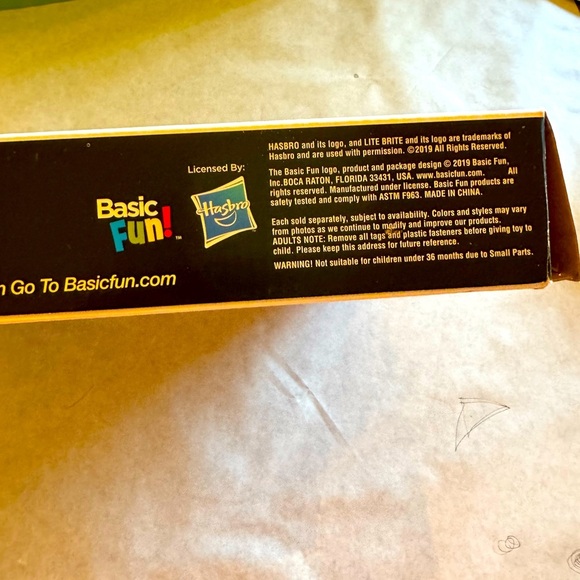 HASBRO and its logo, and LITE BRITE and its logo are trademarks of
Hasbro and are used with permission. ©2019 All Rights Reserved.
Licensed By:
The Basic Fun logo, product and package design © 2019 Basic Fun,
Inc.BOCA RATON, FLORIDA 33431, USA. www.basicfun.com. All
rights reserved. Manufactured under license. Basic Fun products are
safety tested and comply with ASTM F963. MADE IN CHINA.
Basic
Fun!
™
Hasbro
Each sold separately, subject to availability. Colors and styles may vary
from photos as we continue to modify and improve our products.
ADULTS NOTE: Remove all tags and plastic fasteners before giving toy to
child. Please keep this address for future reference.
WARNING! Not suitable for children under 36 months due to Small Parts.
Go To Basicfun.com